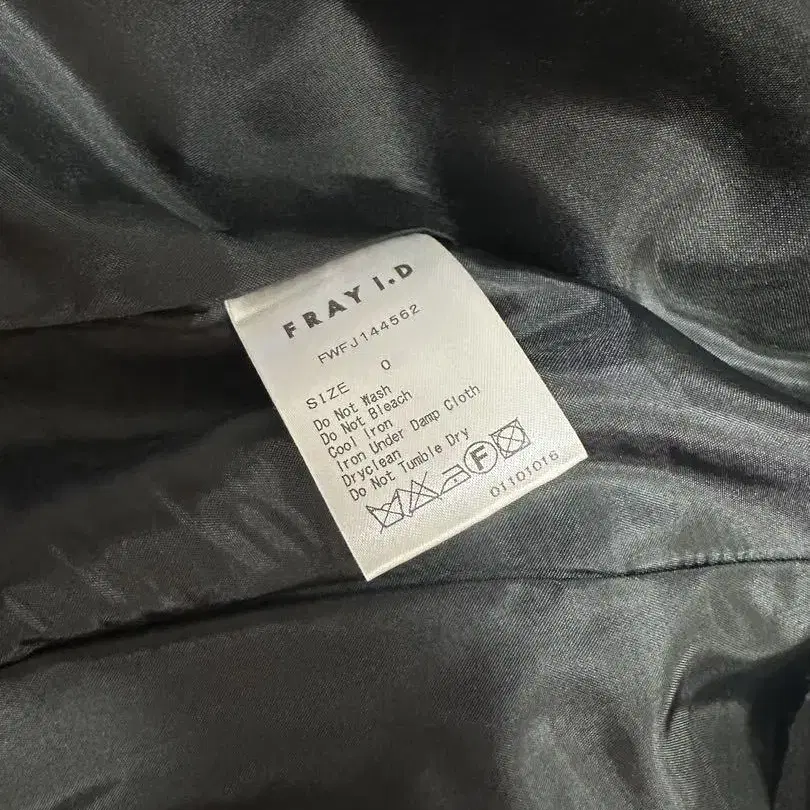 FRAY I.D
FWFJ144562
SIZE 0
Do Not Wash
Do Not Bleach
Cool Iron
Iron Under Damp Cloth
Dryclean
Do Not Tumble Dry
F
01101016